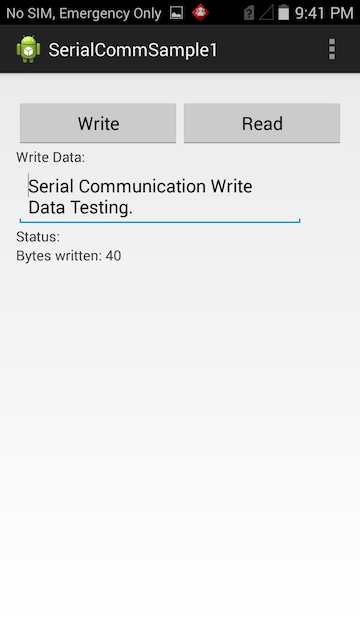 No SIM, Emergency Only 9:41 PM
SerialCommSample1
Write Read
Write Data:
Serial Communication Write
Data Testing.
Status:
Bytes written: 40